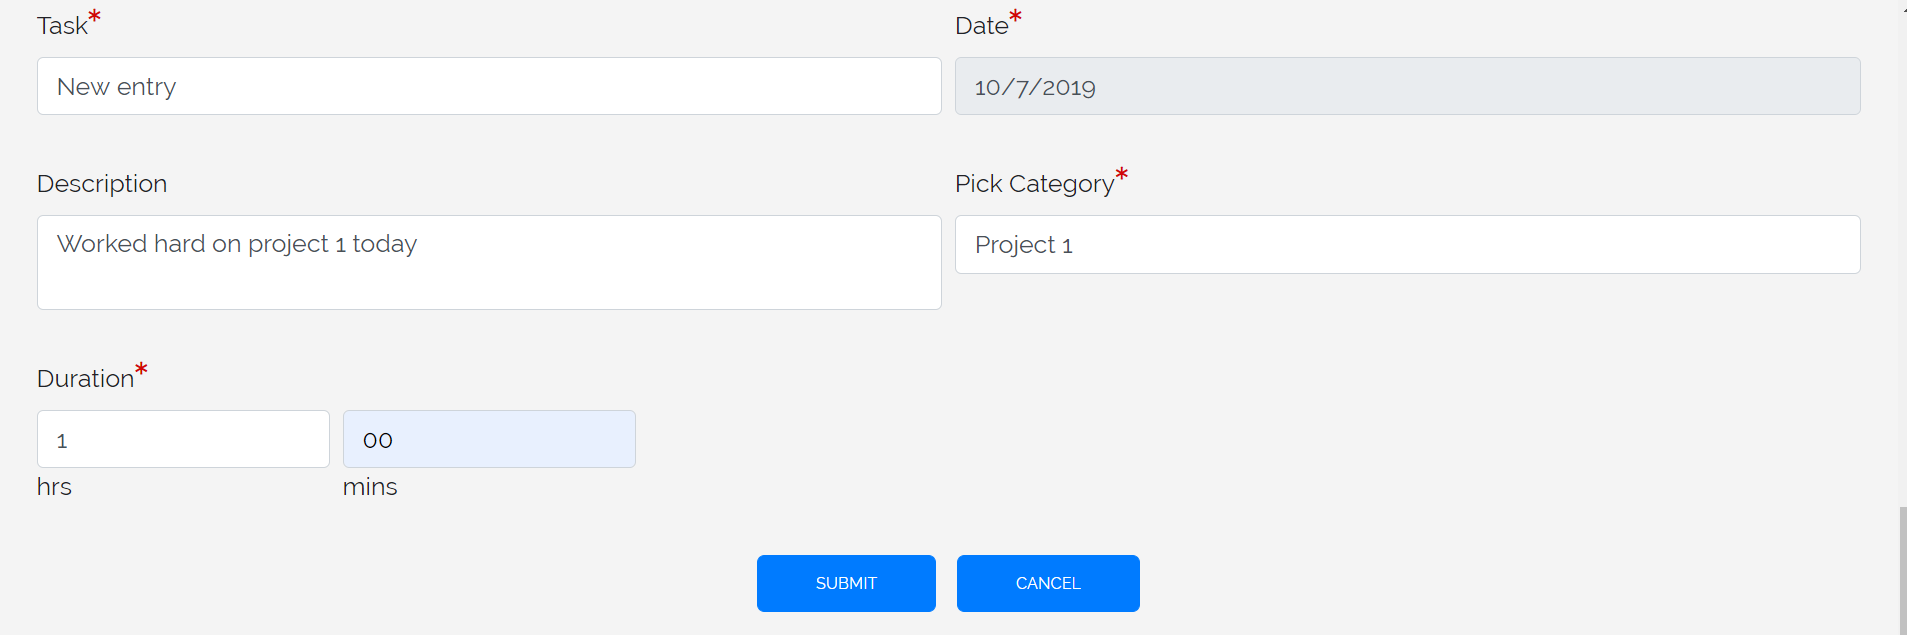 Task*
Date*
New entry
10/7/2019
Description
Pick Category*
Worked hard on project 1 today
Project 1
Duration*
1
00
hrs
mins
SUBMIT
CANCEL